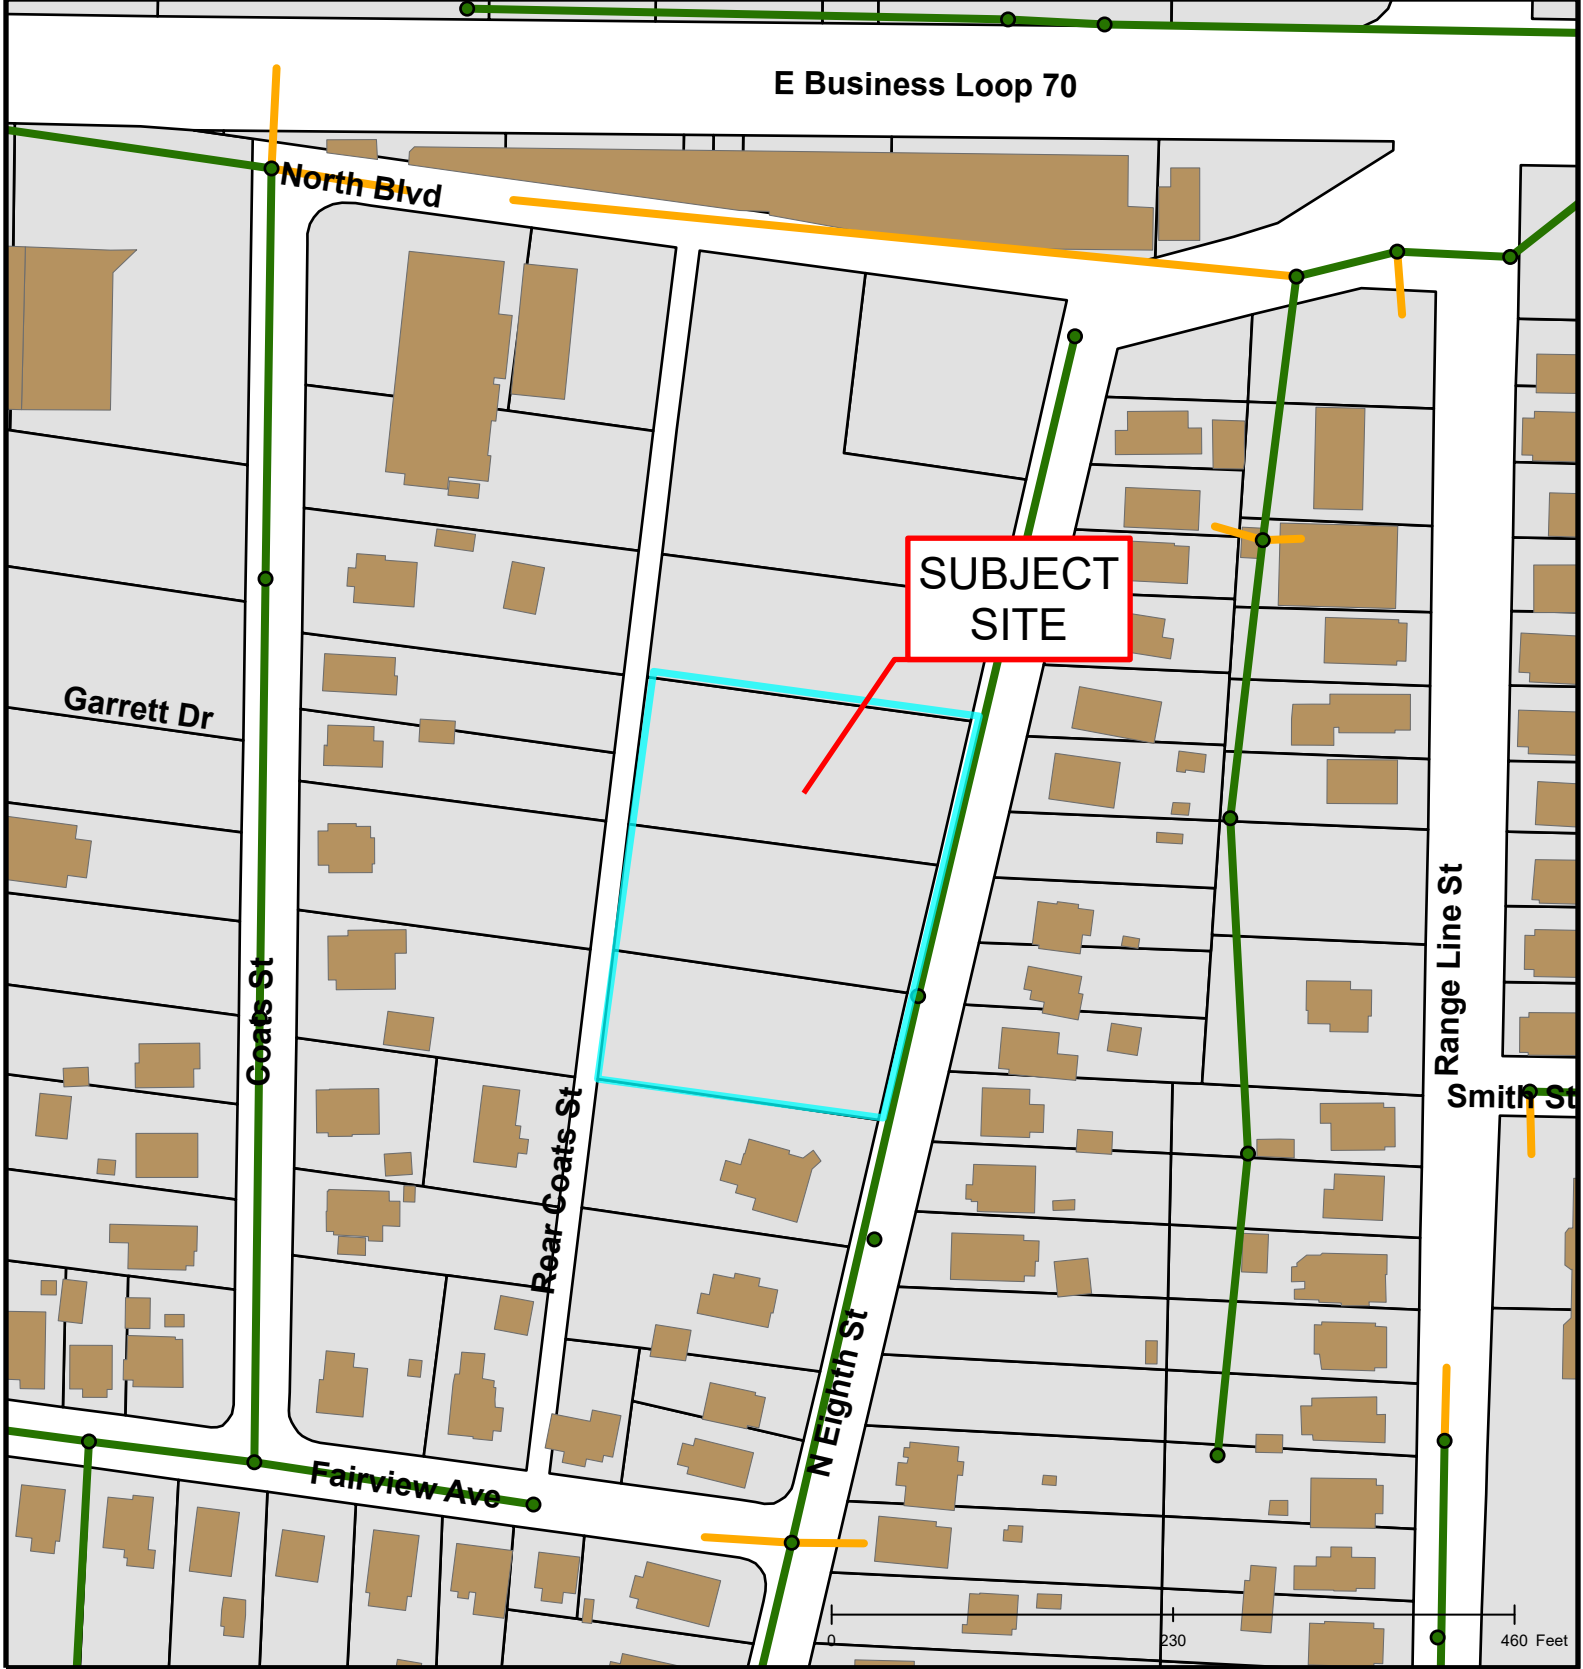 E Business Loop 70
North Blvd
SUBJECT
SITE
Garrett Dr
Coats St
Range Line St
Smith St
Rear Coats St
N Eighth St
Fairview Ave
0 230 460 Feet